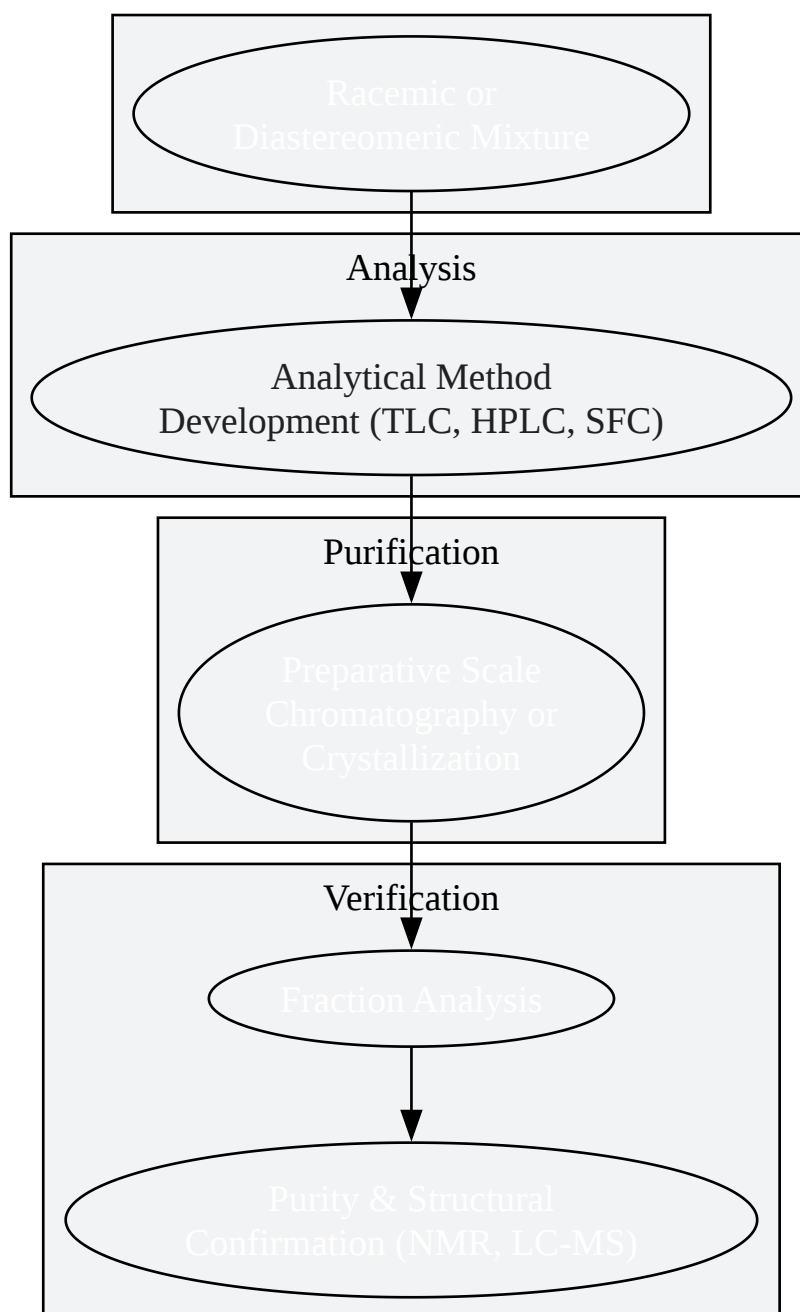 Racemic or
Diastereomeric Mixture
Analysis
Analytical Method
Development (TLC, HPLC, SFC)
Purification
Preparative Scale
Chromatography or
Crystallization
Verification
Fraction Analysis
Purity & Structural
Confirmation (NMR, LC-MS)